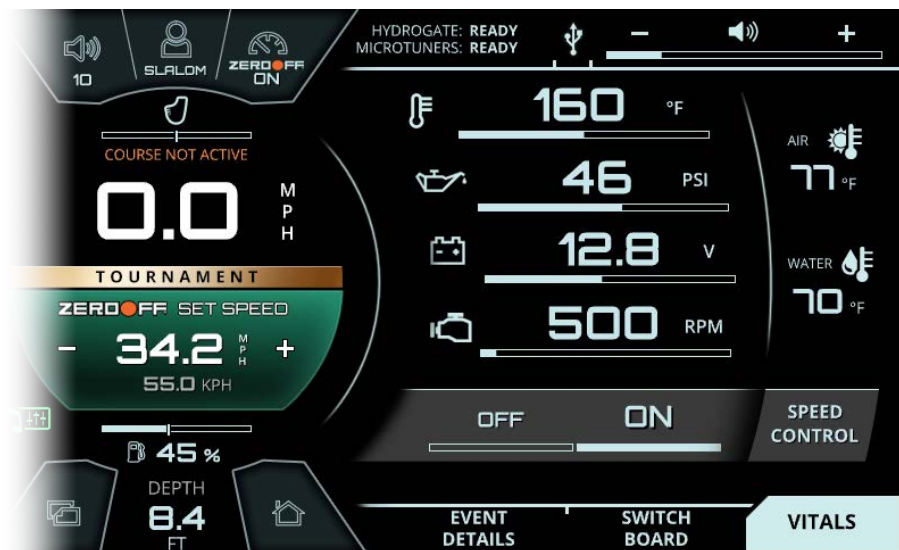 10
SLALOM
ZEROOFF
ON
HYDROGATE: READY
MICROTUNERS: READY
−
+
COURSE NOT ACTIVE
0.0
MPH
TOURNAMENT
ZEROOFF SET SPEED
− 34.2 MPH +
55.0 KPH
45 %
DEPTH
8.4
FT
160 °F
46 PSI
12.8 V
500 RPM
AIR
77 °F
WATER
70 °F
OFF
ON
SPEED
CONTROL
EVENT
DETAILS
SWITCH
BOARD
VITALS